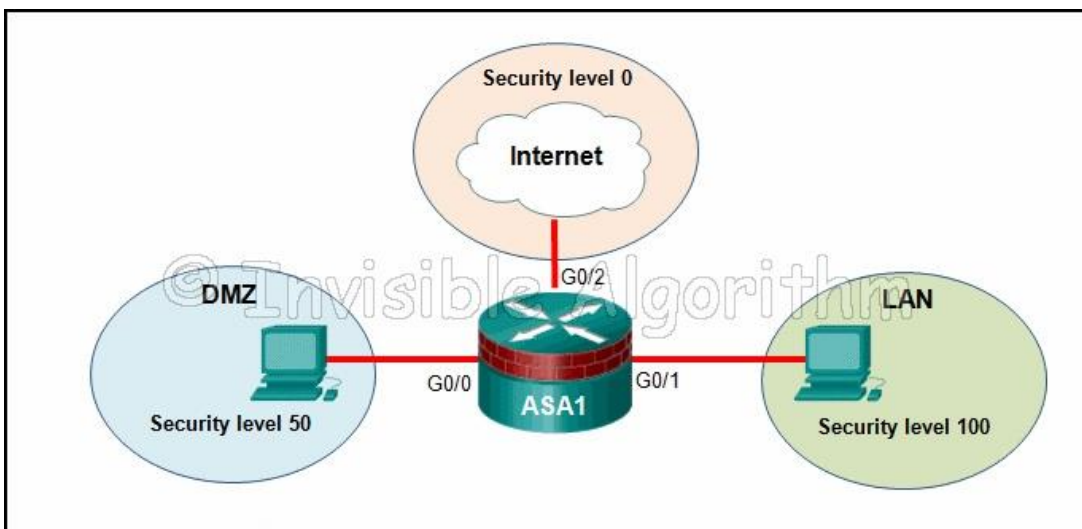 Security level 0
Internet
© Invisible Algorithm
G0/2
DMZ
LAN
G0/0
G0/1
ASA1
Security level 50
Security level 100